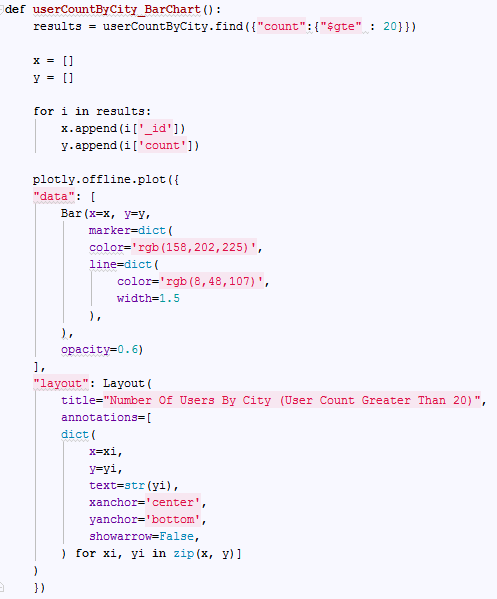 def userCountByCity_BarChart():
    results = userCountByCity.find({"count":{"$gte" : 20}})

    x = []
    y = []

    for i in results:
        x.append(i['_id'])
        y.append(i['count'])

    plotly.offline.plot({
    "data": [
        Bar(x=x, y=y,
            marker=dict(
            color='rgb(158,202,225)',
            line=dict(
                color='rgb(8,48,107)',
                width=1.5
            ),
        ),
        opacity=0.6)
    ],
    "layout": Layout(
        title="Number Of Users By City (User Count Greater Than 20)",
        annotations=[
        dict(
            x=xi,
            y=yi,
            text=str(yi),
            xanchor='center',
            yanchor='bottom',
            showarrow=False,
        ) for xi, yi in zip(x, y)]
    )
    })